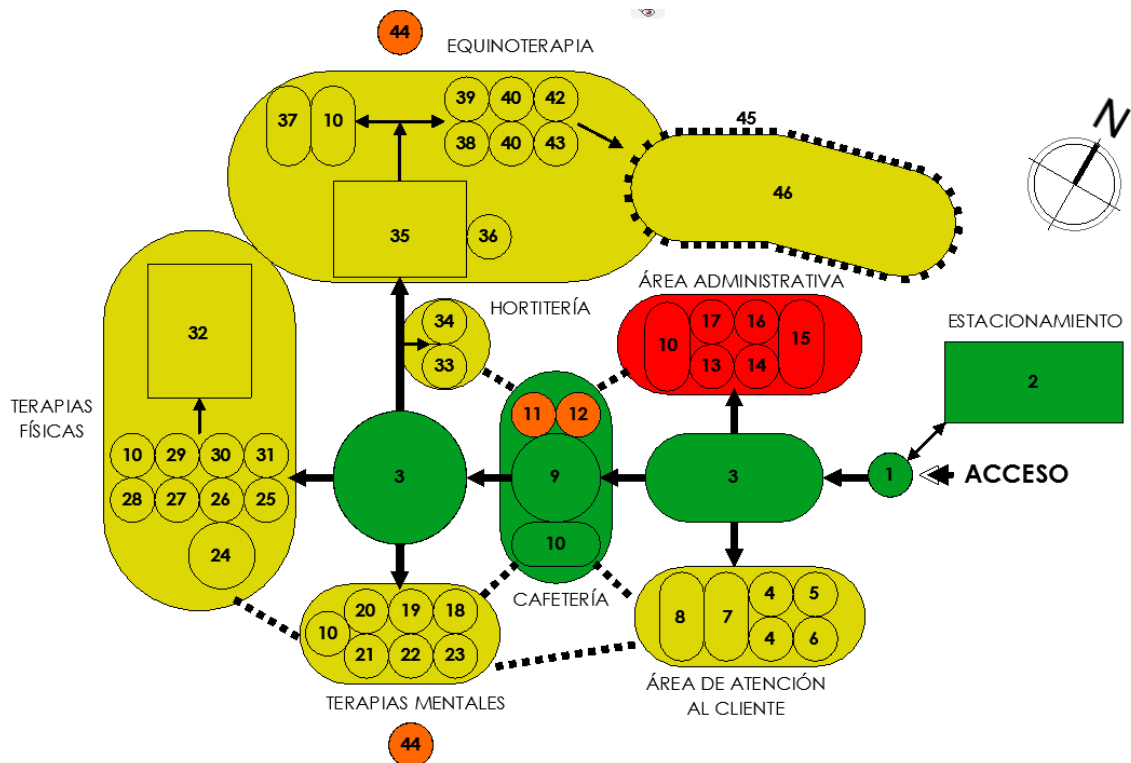 44
EQUINOTERAPIA
N
37 10
39 40 42
38 40 43
45
46
35 36
ÁREA ADMINISTRATIVA
HORTITERÍA
34
33
17 16
10 15
13 14
ESTACIONAMIENTO
2
32
TERAPIAS
FÍSICAS
11 12
10 29 30 31
28 27 26 25
24
3
9
3
1
ACCESO
10
CAFETERÍA
20 19 18
10
21 22 23
TERAPIAS MENTALES
8 7
4 5
4 6
ÁREA DE ATENCIÓN
AL CLIENTE
44